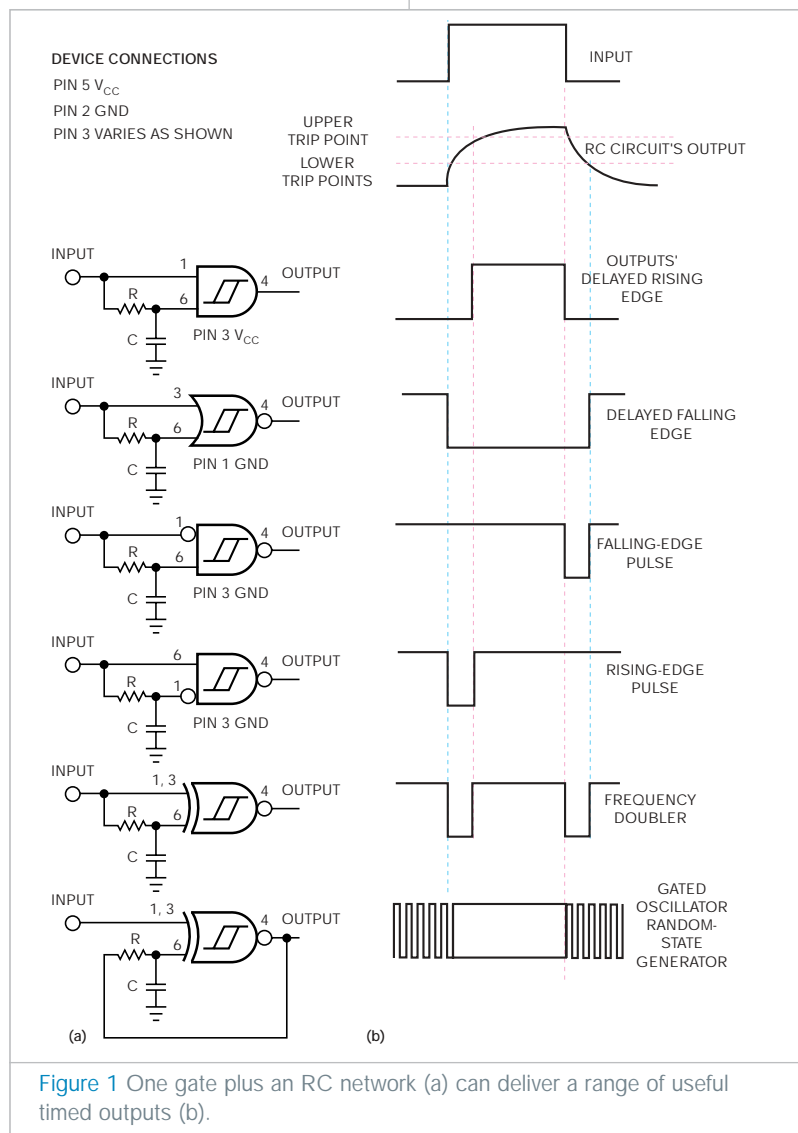 DEVICE CONNECTIONS
PIN 5 VCC
PIN 2 GND
PIN 3 VARIES AS SHOWN
INPUT
UPPER
TRIP POINT
LOWER
TRIP POINTS
RC CIRCUIT'S OUTPUT
INPUT
1
4
OUTPUT
R
6
C
PIN 3 VCC
OUTPUTS'
DELAYED RISING
EDGE
INPUT
3
4
OUTPUT
R
6
C
PIN 1 GND
DELAYED FALLING
EDGE
INPUT
1
4
OUTPUT
R
6
C
PIN 3 GND
FALLING-EDGE
PULSE
INPUT
6
4
OUTPUT
R
1
C
PIN 3 GND
RISING-EDGE
PULSE
INPUT
1, 3
4
OUTPUT
R
6
C
FREQUENCY
DOUBLER
INPUT
1, 3
4
OUTPUT
R
6
C
GATED
OSCILLATOR
RANDOM-
STATE
GENERATOR
(a)
(b)
Figure 1 One gate plus an RC network (a) can deliver a range of useful
timed outputs (b).